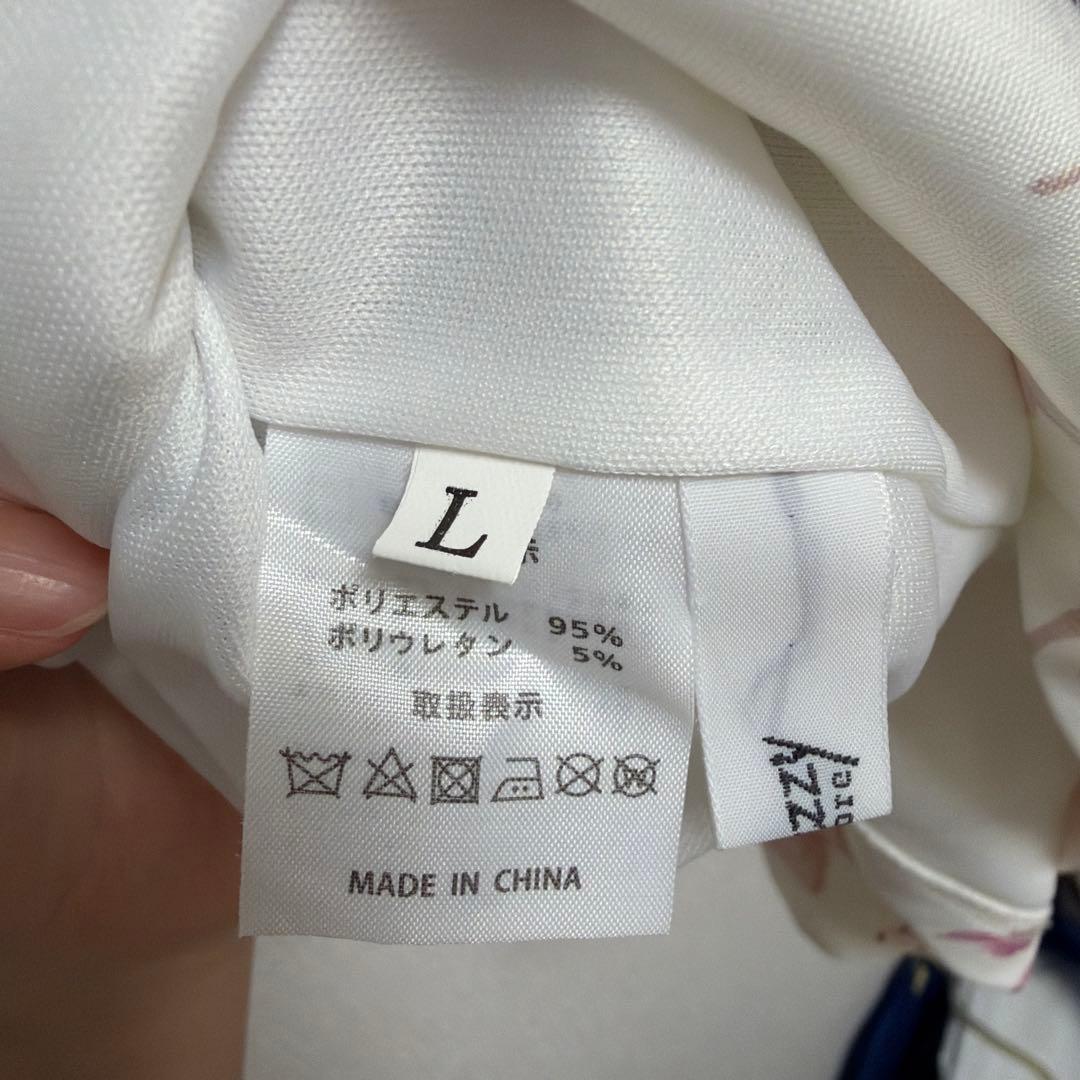 L
示
ポリエステル 95%
ポリウレタン 5%
取扱表示
MADE IN CHINA